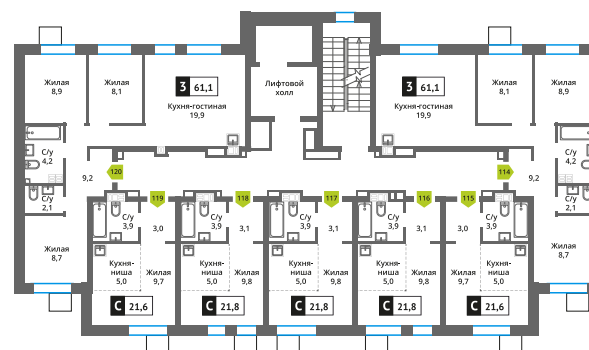 Жилая
8,9
Жилая
8,1
3 61,1
Кухня-гостиная
19,9
Лифтовой
холл
3 61,1
Кухня-гостиная
19,9
Жилая
8,1
Жилая
8,9
С/у
4,2
9,2
120
С/у
2,1
Жилая
8,7
119
118
117
116
115
114
9,2
С/у
4,2
С/у
2,1
Жилая
8,7
С/у
3,9
3,0
С/у
3,9
3,1
С/у
3,9
3,1
С/у
3,9
3,1
3,0
С/у
3,9
Кухня-
ниша
5,0
Жилая
9,7
Кухня-
ниша
5,0
Жилая
9,8
Кухня-
ниша
5,0
Жилая
9,8
Кухня-
ниша
5,0
Жилая
9,8
Жилая
9,7
Кухня-
ниша
5,0
С 21,6
С 21,8
С 21,8
С 21,8
С 21,6